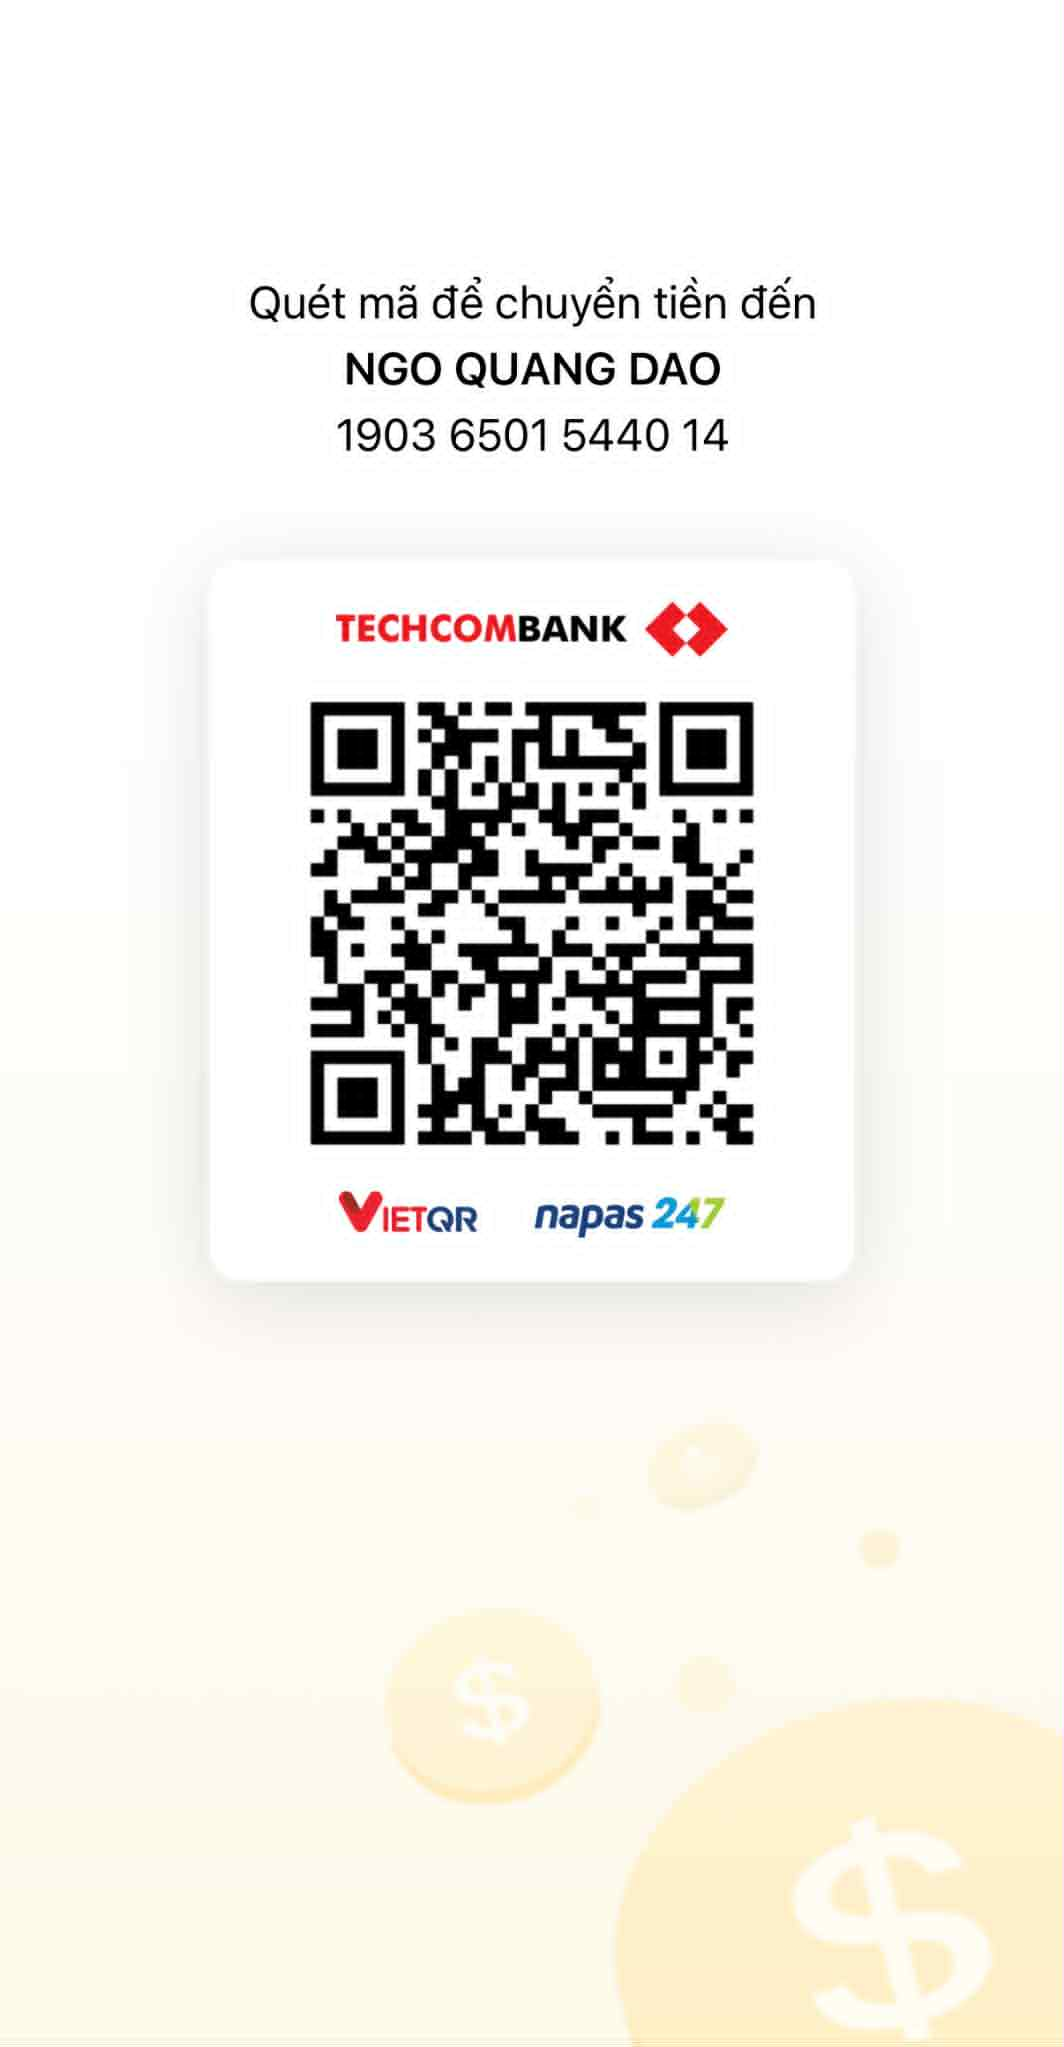 Quét mã để chuyển tiền đến
NGO QUANG DAO
1903 6501 5440 14
TECHCOMBANK
VIETQR napas 247
$
$